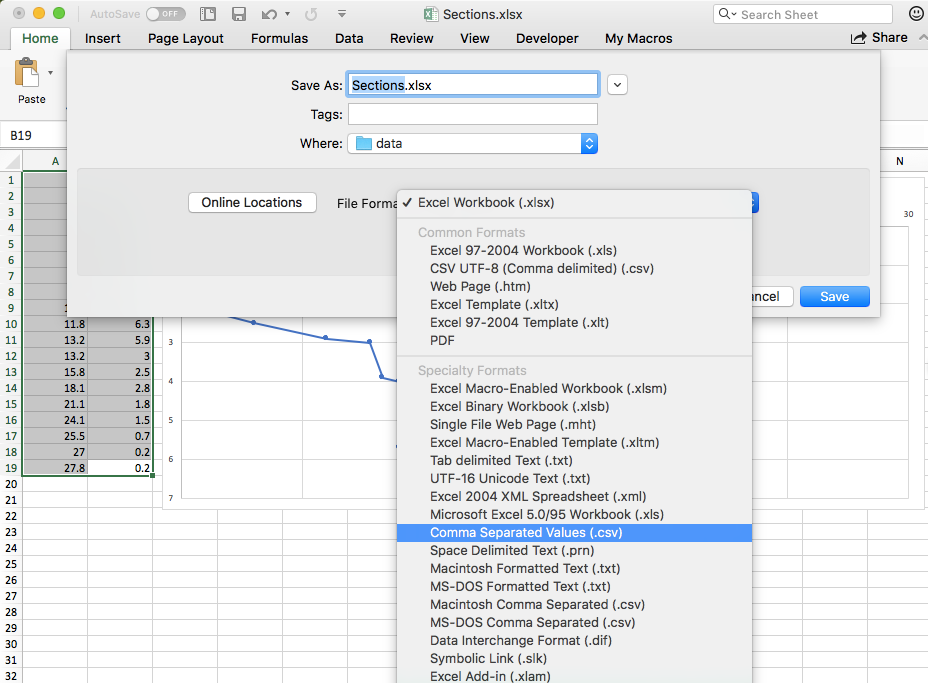 AutoSave OFF Sections.xlsx Search Sheet
Home Insert Page Layout Formulas Data Review View Developer My Macros Share
Paste
Save As: Sections.xlsx
Tags:
Where: data
B19
A N
Online Locations File Forma
✓ Excel Workbook (.xlsx)
Common Formats
Excel 97-2004 Workbook (.xls)
CSV UTF-8 (Comma delimited) (.csv)
Web Page (.htm)
Excel Template (.xltx)
Excel 97-2004 Template (.xlt)
PDF
Specialty Formats
Excel Macro-Enabled Workbook (.xlsm)
Excel Binary Workbook (.xlsb)
Single File Web Page (.mht)
Excel Macro-Enabled Template (.xltm)
Tab delimited Text (.txt)
UTF-16 Unicode Text (.txt)
Excel 2004 XML Spreadsheet (.xml)
Microsoft Excel 5.0/95 Workbook (.xls)
Comma Separated Values (.csv)
Space Delimited Text (.prn)
Macintosh Formatted Text (.txt)
MS-DOS Formatted Text (.txt)
Macintosh Comma Separated (.csv)
MS-DOS Comma Separated (.csv)
Data Interchange Format (.dif)
Symbolic Link (.slk)
Excel Add-in (.xlam)
ncel Save
30
3
4
5
6
7
1
2
3
4
5
6
7
8
9
10 11.8 6.3
11 13.2 5.9
12 13.2 3
13 15.8 2.5
14 18.1 2.8
15 21.1 1.8
16 24.1 1.5
17 25.5 0.7
18 27 0.2
19 27.8 0.2
20
21
22
23
24
25
26
27
28
29
30
31
32